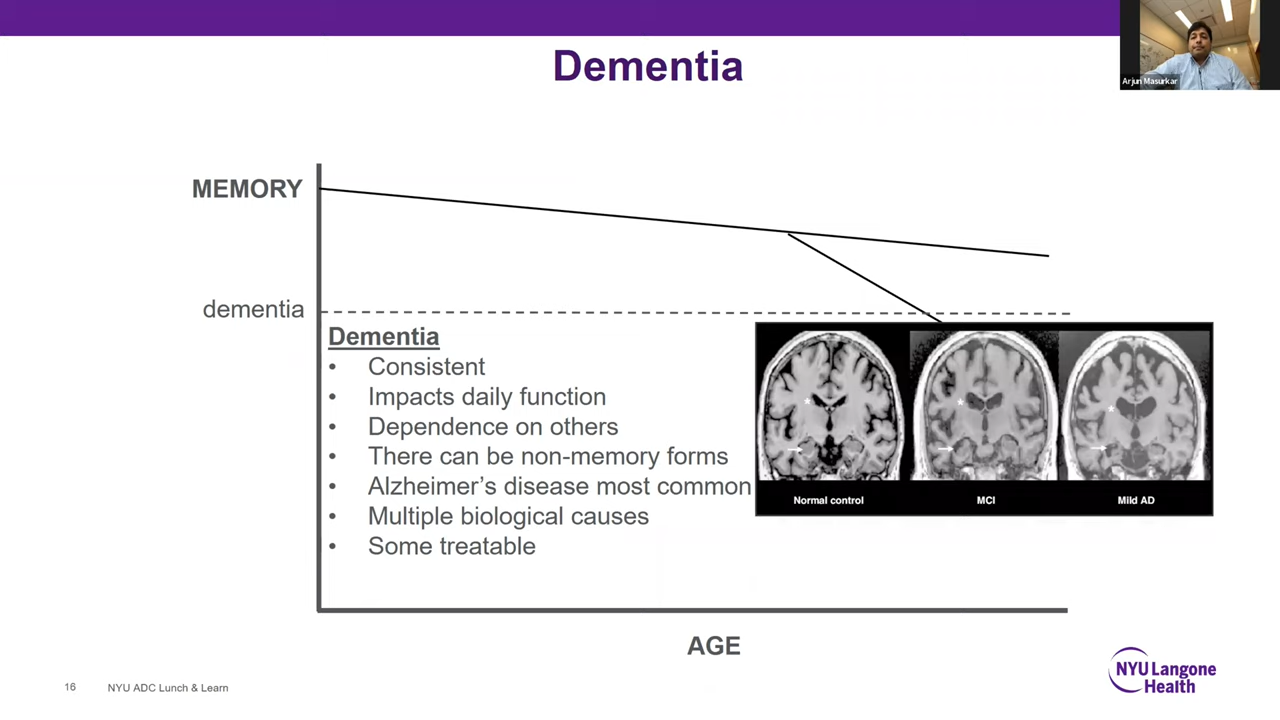 Dementia
Arjun Masurkar
MEMORY
dementia
Dementia
• Consistent
• Impacts daily function
• Dependence on others
• There can be non-memory forms
• Alzheimer’s disease most common
• Multiple biological causes
• Some treatable
* * *
Normal control MCI Mild AD
AGE
16 NYU ADC Lunch & Learn
NYU Langone
Health